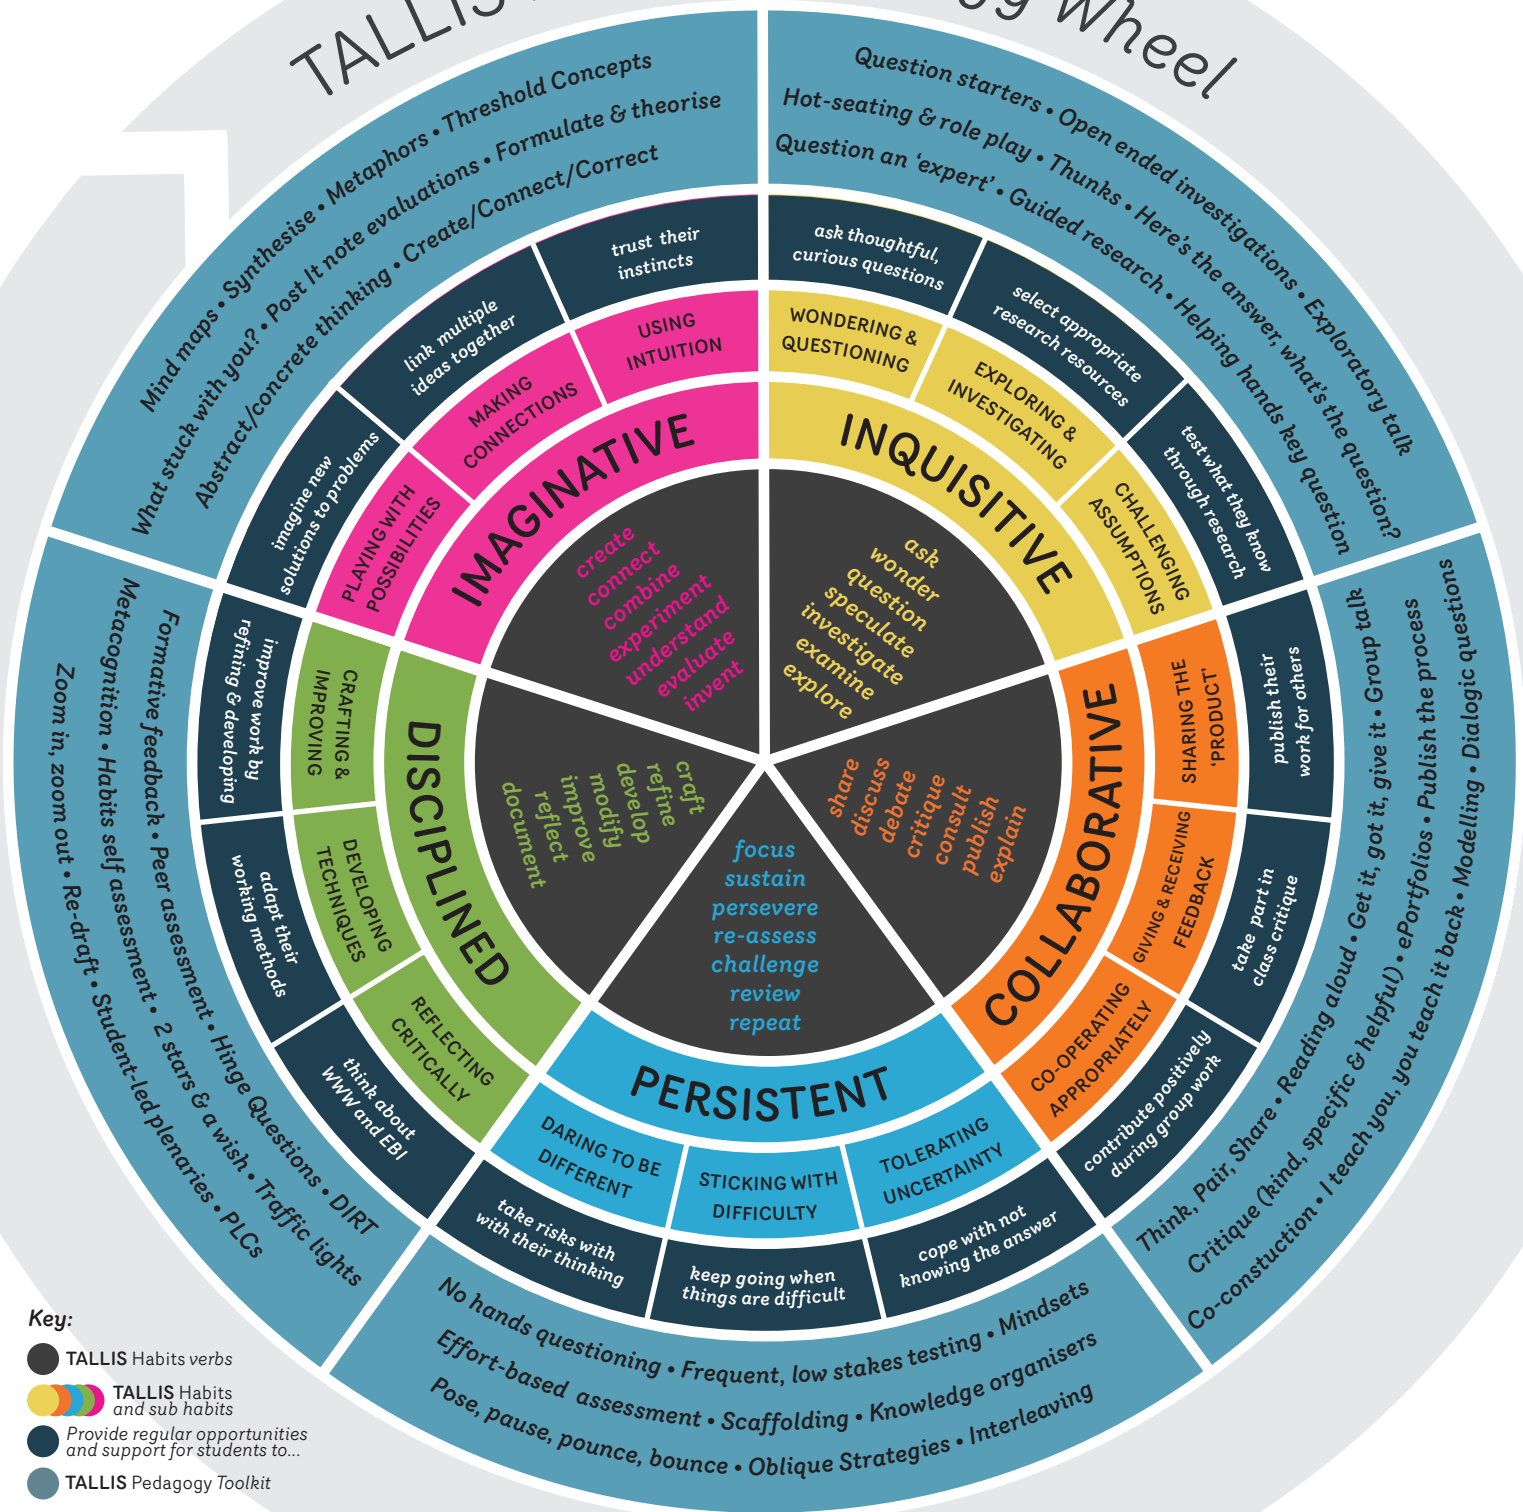 TALLIS
Wheel
Mind maps • Synthesise • Metaphors • Threshold Concepts
What stuck with you? • Post It note evaluations • Formulate & theorise
Abstract/concrete thinking • Create/Connect/Correct
Question starters • Open ended investigations • Exploratory talk
Hot-seating & role play • Thunks • Here's the answer, what's the question?
Question an 'expert' • Guided research • Helping hands key question
imagine new
solutions to problems
link multiple
ideas together
trust their
instincts
ask thoughtful,
curious questions
select appropriate
research resources
test what they know
through research
PLAYING WITH
POSSIBILITIES
MAKING
CONNECTIONS
USING
INTUITION
WONDERING &
QUESTIONING
EXPLORING &
INVESTIGATING
CHALLENGING
ASSUMPTIONS
IMAGINATIVE
INQUISITIVE
create
connect
combine
experiment
understand
evaluate
invent
ask
wonder
question
speculate
investigate
examine
explore
COLLABORATIVE
share
discuss
debate
critique
consult
publish
explain
SHARING THE
'PRODUCT'
GIVING & RECEIVING
FEEDBACK
CO-OPERATING
APPROPRIATELY
publish their
work for others
take part in
class critique
contribute positively
during group work
Think, Pair, Share • Reading aloud • Get it, got it, give it • Group talk
Critique (kind, specific & helpful) • ePortfolios • Publish the process
Co-constuction • I teach you, you teach it back • Modelling • Dialogic questions
PERSISTENT
focus
sustain
persevere
re-assess
challenge
review
repeat
DARING TO BE
DIFFERENT
STICKING WITH
DIFFICULTY
TOLERATING
UNCERTAINTY
take risks with
with their thinking
keep going when
things are difficult
cope with not
knowing the answer
No hands questioning • Frequent, low stakes testing • Mindsets
Effort-based assessment • Scaffolding • Knowledge organisers
Pose, pause, pounce, bounce • Oblique Strategies • Interleaving
DISCIPLINED
craft
refine
develop
modify
improve
reflect
document
CRAFTING &
IMPROVING
DEVELOPING
TECHNIQUES
REFLECTING
CRITICALLY
improve work by
refining & developing
adapt their
working methods
think about
WWW and EBI
Formative feedback • Peer assessment • Hinge Questions • DIRT
Metacognition • Habits self assessment • 2 stars & a wish • Traffic lights
Zoom in, zoom out • Re-draft • Student-led plenaries • PLCs
Key:
TALLIS Habits verbs
TALLIS Habits
and sub habits
Provide regular opportunities
and support for students to...
TALLIS Pedagogy Toolkit